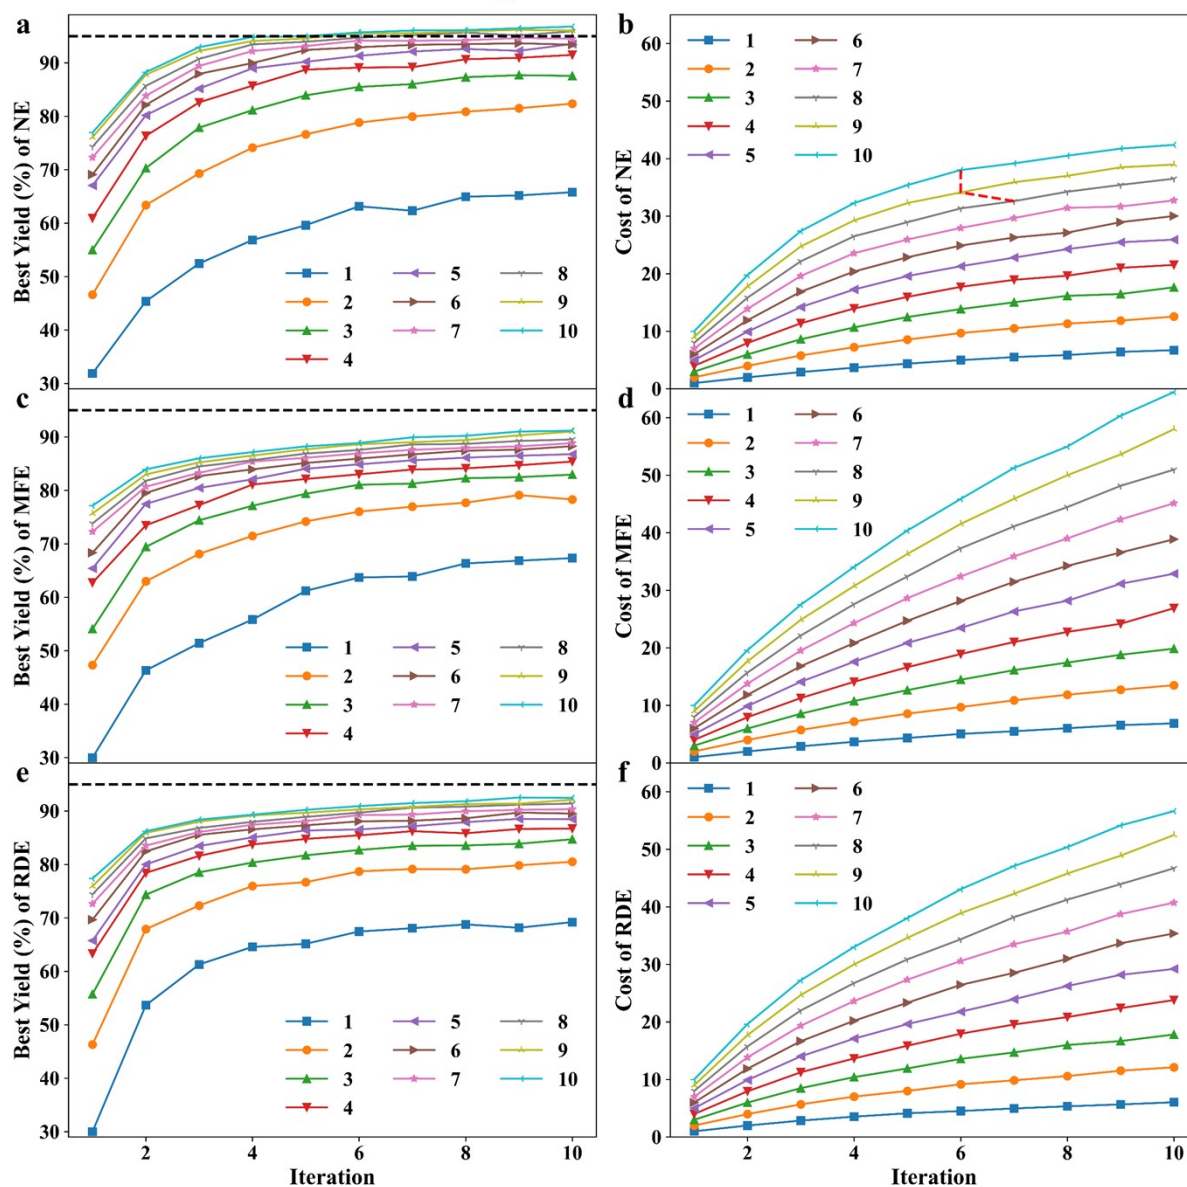 a
Best Yield (%) of NE
90
80
70
60
50
40
30
1 5 8
2 6 9
3 7 10
4
b
Cost of NE
60
50
40
30
20
10
0
1 6
2 7
3 8
4 9
5 10
c
Best Yield (%) of MFE
90
80
70
60
50
40
30
1 5 8
2 6 9
3 7 10
4
d
Cost of MFE
60
50
40
30
20
10
0
1 6
2 7
3 8
4 9
5 10
e
Best Yield (%) of RDE
90
80
70
60
50
40
30
1 5 8
2 6 9
3 7 10
4
2 4 6 8 10
Iteration
f
Cost of RDE
60
50
40
30
20
10
0
1 6
2 7
3 8
4 9
5 10
2 4 6 8 10
Iteration